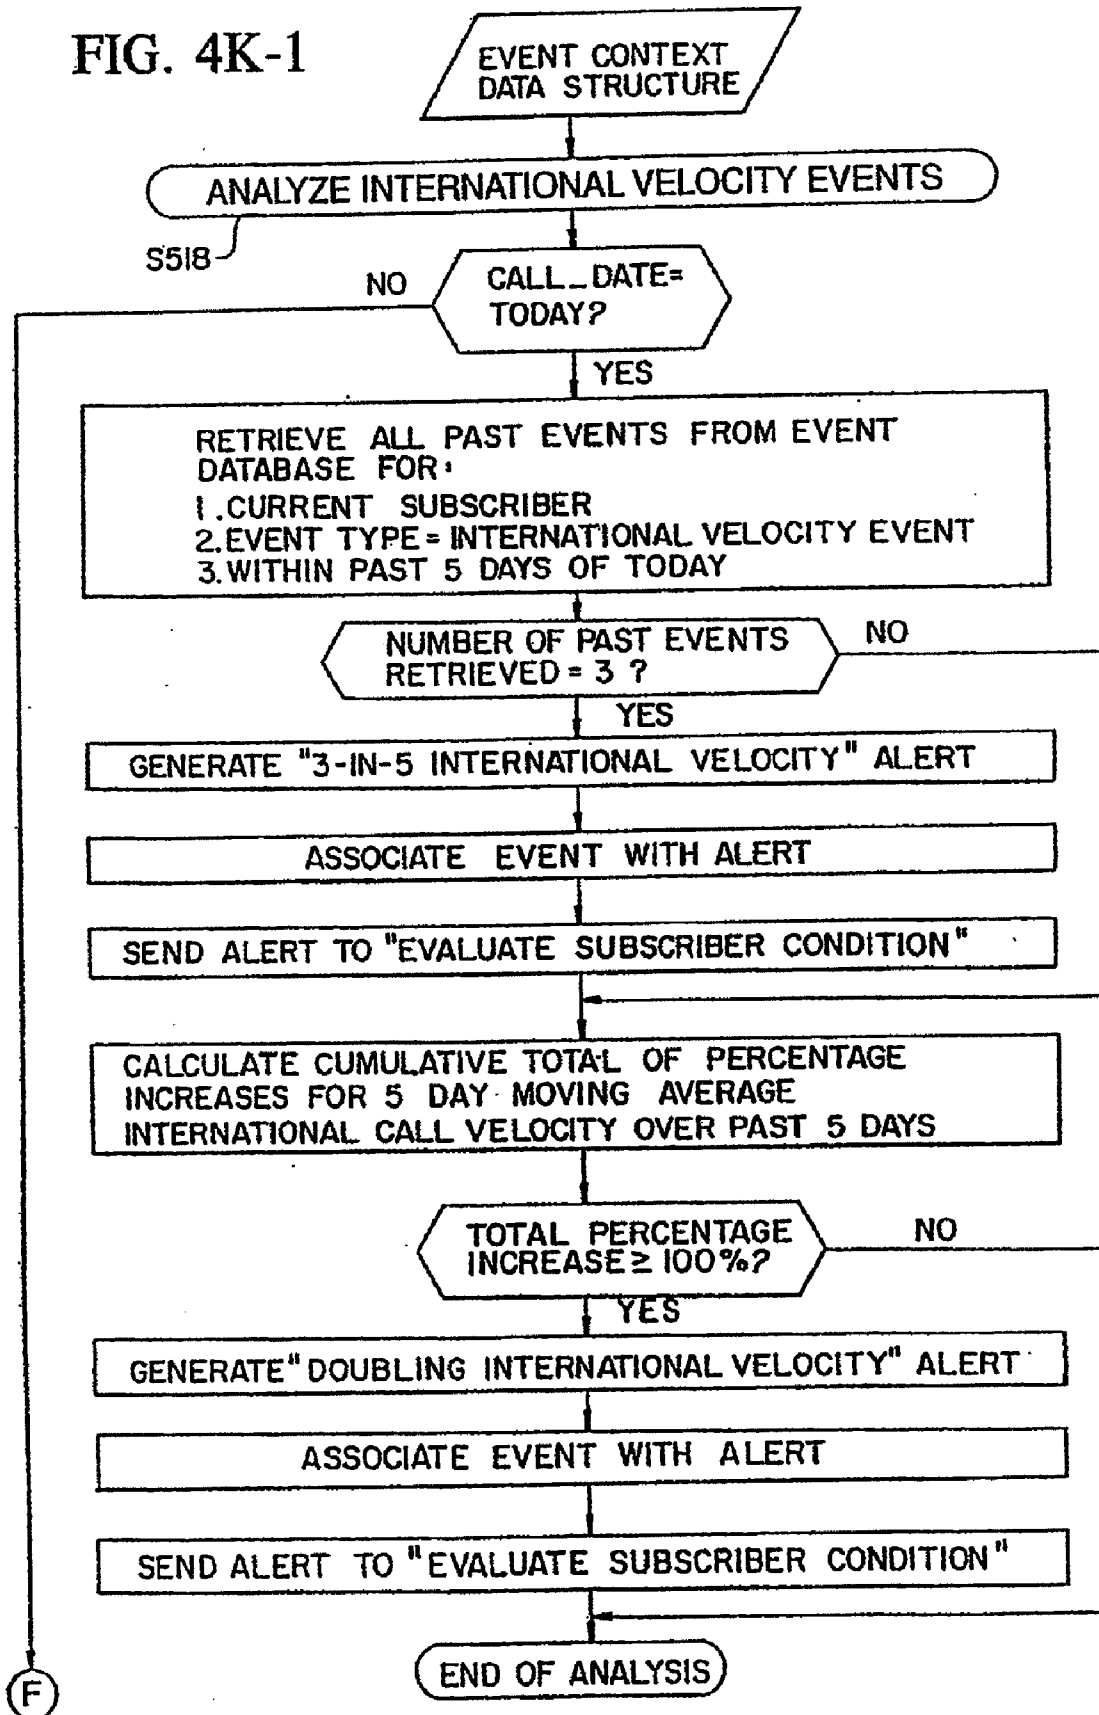 FIG. 4K-1
EVENT CONTEXT
DATA STRUCTURE
ANALYZE INTERNATIONAL VELOCITY EVENTS
S518
NO
CALL_DATE=
TODAY?
YES
RETRIEVE ALL PAST EVENTS FROM EVENT
DATABASE FOR:
1.CURRENT SUBSCRIBER
2.EVENT TYPE=INTERNATIONAL VELOCITY EVENT
3.WITHIN PAST 5 DAYS OF TODAY
NUMBER OF PAST EVENTS
RETRIEVED=3 ?
NO
YES
GENERATE "3-IN-5 INTERNATIONAL VELOCITY" ALERT
ASSOCIATE EVENT WITH ALERT
SEND ALERT TO "EVALUATE SUBSCRIBER CONDITION"
CALCULATE CUMULATIVE TOTAL OF PERCENTAGE
INCREASES FOR 5 DAY MOVING AVERAGE
INTERNATIONAL CALL VELOCITY OVER PAST 5 DAYS
TOTAL PERCENTAGE
INCREASE≥100%?
NO
YES
GENERATE"DOUBLING INTERNATIONAL VELOCITY" ALERT
ASSOCIATE EVENT WITH ALERT
SEND ALERT TO "EVALUATE SUBSCRIBER CONDITION"
END OF ANALYSIS
F